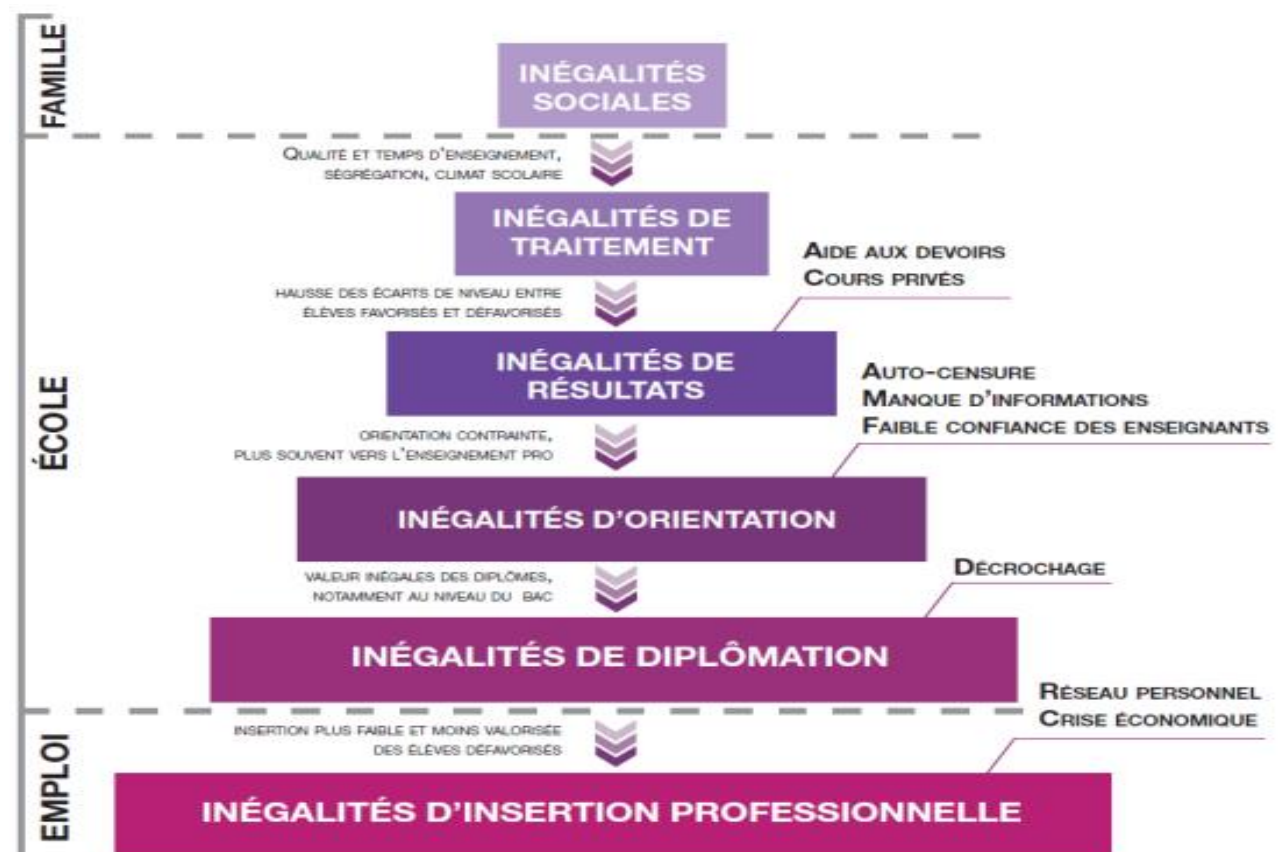 FAMILLE
INÉGALITÉS
SOCIALES
QUALITÉ ET TEMPS D'ENSEIGNEMENT,
SÉGRÉGATION, CLIMAT SCOLAIRE
ÉCOLE
INÉGALITÉS DE
TRAITEMENT
AIDE AUX DEVOIRS
COURS PRIVÉS
HAUSSE DES ÉCARTS DE NIVEAU ENTRE
ÉLÈVES FAVORISÉS ET DÉFAVORISÉS
INÉGALITÉS DE
RÉSULTATS
AUTO-CENSURE
MANQUE D'INFORMATIONS
FAIBLE CONFIANCE DES ENSEIGNANTS
ORIENTATION CONTRAINTE,
PLUS SOUVENT VERS L'ENSEIGNEMENT PRO
INÉGALITÉS D'ORIENTATION
DÉCROCHAGE
VALEUR INÉGALES DES DIPLÔMES,
NOTAMMENT AU NIVEAU DU BAC
INÉGALITÉS DE DIPLÔMATION
RÉSEAU PERSONNEL
CRISE ÉCONOMIQUE
EMPLOI
INSERTION PLUS FAIBLE ET MOINS VALORISÉE
DES ÉLÈVES DÉFAVORISÉS
INÉGALITÉS D'INSERTION PROFESSIONNELLE